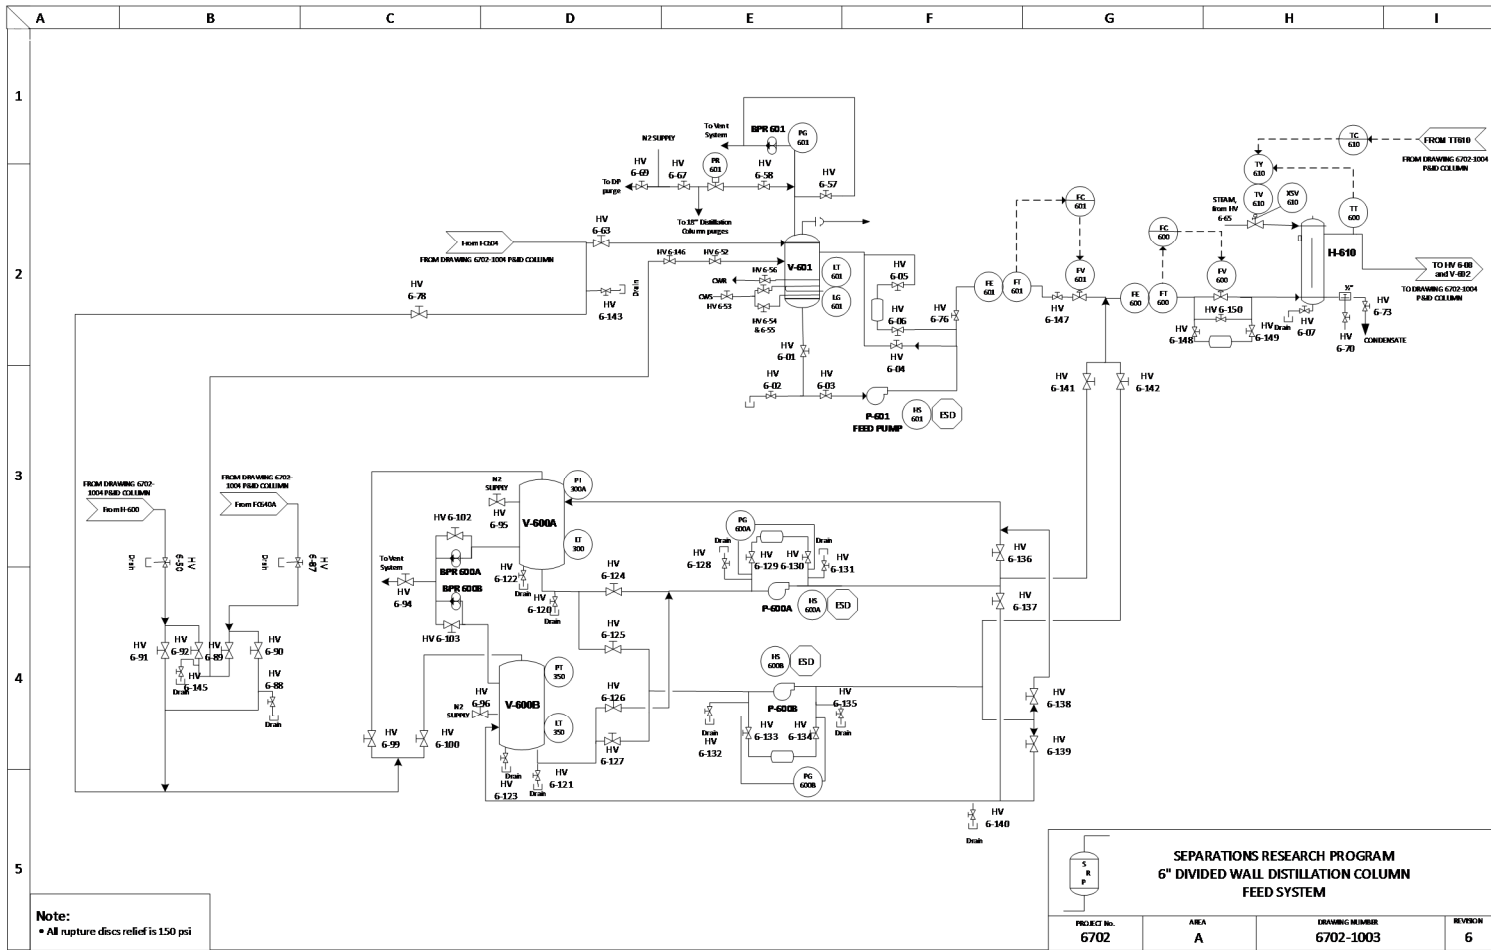 A B C D E F G H I
1
2
3
4
5
To Vent
System
BPR 601
PG
601
N2 SUPPLY
HV
6-69
HV
6-67
PR
601
HV
6-58
HV
6-57
To DP
purge
To 18" Distillation
Column purges
HV
6-63
FROM DRAWING 6702-1004 P&ID COLUMN
HV 6-146
HV 6-52
V-601
HV 6-56
CWR
CWS
HV 6-53
HV 6-54
& 6-55
LT
601
LG
601
HV
6-78
HV
6-143
Drain
HV
6-05
HV
6-06
HV
6-76
HV
6-04
HV
6-01
HV
6-02
HV
6-03
P-601
FEED PUMP
HS
601
ESD
FE
601
FT
601
FC
601
FV
601
HV
6-147
FE
600
FT
600
FC
600
FV
600
HV 6-150
HV
6-148
HV
6-149
STEAM,
from HV
6-65
TC
610
TY
610
TV
610
XSV
610
TT
600
FROM TT610
FROM DRAWING 6702-1004
P&ID COLUMN
H-610
TO HV 6-08
and V-602
TO DRAWING 6702-1004
P&ID COLUMN
½"
HV
6-73
Drain
HV
6-07
HV
6-70
CONDENSATE
HV
6-141
HV
6-142
FROM DRAWING 6702-
1004 P&ID COLUMN
From H-600
FROM DRAWING 6702-
1004 P&ID COLUMN
From FC640A
Drain
HV
6-80
Drain
HV
6-87
HV
6-91
HV
6-92
HV
6-89
HV
6-90
HV
6-145
Drain
HV
6-88
Drain
N2
SUPPLY
HV
6-95
PT
300A
V-600A
LT
300
HV 6-102
To Vent
System
BPR 600A
BPR 600B
HV
6-94
HV 6-103
HV
6-122
Drain
HV
6-120
Drain
HV
6-124
HV
6-125
HV
6-126
HV
6-127
PG
600A
Drain
HV
6-128
HV
6-129
HV
6-130
Drain
HV
6-131
P-600A
HS
600A
ESD
HV
6-136
HV
6-137
HS
600B
ESD
P-600B
HV
6-135
Drain
Drain
HV
6-132
HV
6-133
HV
6-134
PG
600B
HV
6-138
HV
6-139
HV
6-140
Drain
HV
6-99
HV
6-100
HV
6-96
N2
SUPPLY
V-600B
PT
350
LT
350
Drain
HV
6-123
HV
6-121
Drain
Note:
• All rupture discs relief is 150 psi
S
R
P
SEPARATIONS RESEARCH PROGRAM
6" DIVIDED WALL DISTILLATION COLUMN
FEED SYSTEM
PROJECT No. AREA DRAWING NUMBER REVISION
6702 A 6702-1003 6